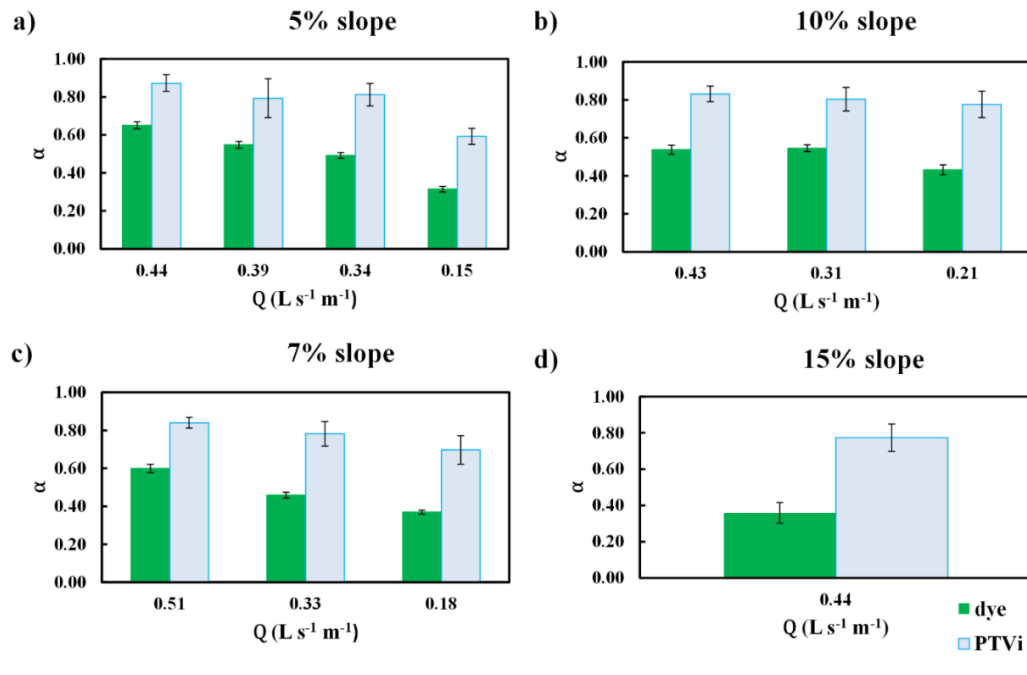 a) 5% slope
1.00
0.80
0.60
0.40
0.20
0.00
α
0.44 0.39 0.34 0.15
Q (L s⁻¹ m⁻¹)
b) 10% slope
1.00
0.80
0.60
0.40
0.20
0.00
α
0.43 0.31 0.21
Q (L s⁻¹ m⁻¹)
c) 7% slope
1.00
0.80
0.60
0.40
0.20
0.00
α
0.51 0.33 0.18
Q (L s⁻¹ m⁻¹)
d) 15% slope
1.00
0.80
0.60
0.40
0.20
0.00
α
0.44
Q (L s⁻¹ m⁻¹)
dye
PTVi